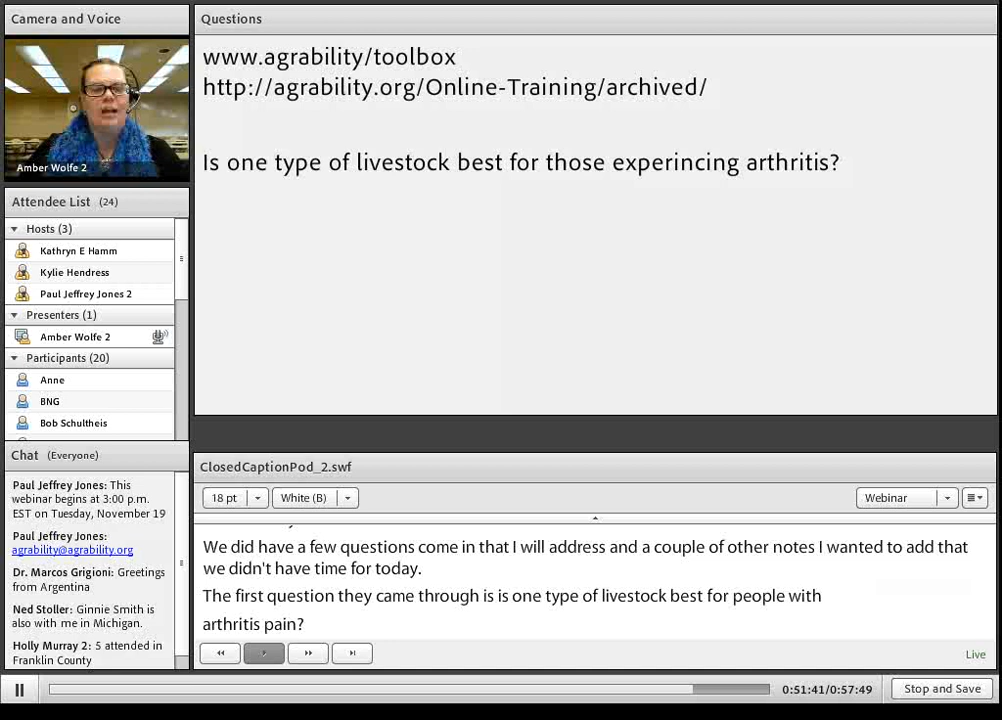 Camera and Voice
Amber Wolfe 2
Attendee List (24)
Hosts (3)
Kathryn E Hamm
Kylie Hendress
Paul Jeffrey Jones 2
Presenters (1)
Amber Wolfe 2
Participants (20)
Anne
BNG
Bob Schultheis
Chat (Everyone)
Paul Jeffrey Jones: This
webinar begins at 3:00 p.m.
EST on Tuesday, November 19
Paul Jeffrey Jones:
agrability@agrability.org
Dr. Marcos Grigioni: Greetings
from Argentina
Ned Stoller: Ginnie Smith is
also with me in Michigan.
Holly Murray 2: 5 attended in
Franklin County
Questions
www.agrability/toolbox
http://agrability.org/Online-Training/archived/
Is one type of livestock best for those experincing arthritis?
ClosedCaptionPod_2.swf
18 pt
White (B)
Webinar
We did have a few questions come in that I will address and a couple of other notes I wanted to add that
we didn't have time for today.
The first question they came through is is one type of livestock best for people with
arthritis pain?
Live
0:51:41/0:57:49
Stop and Save